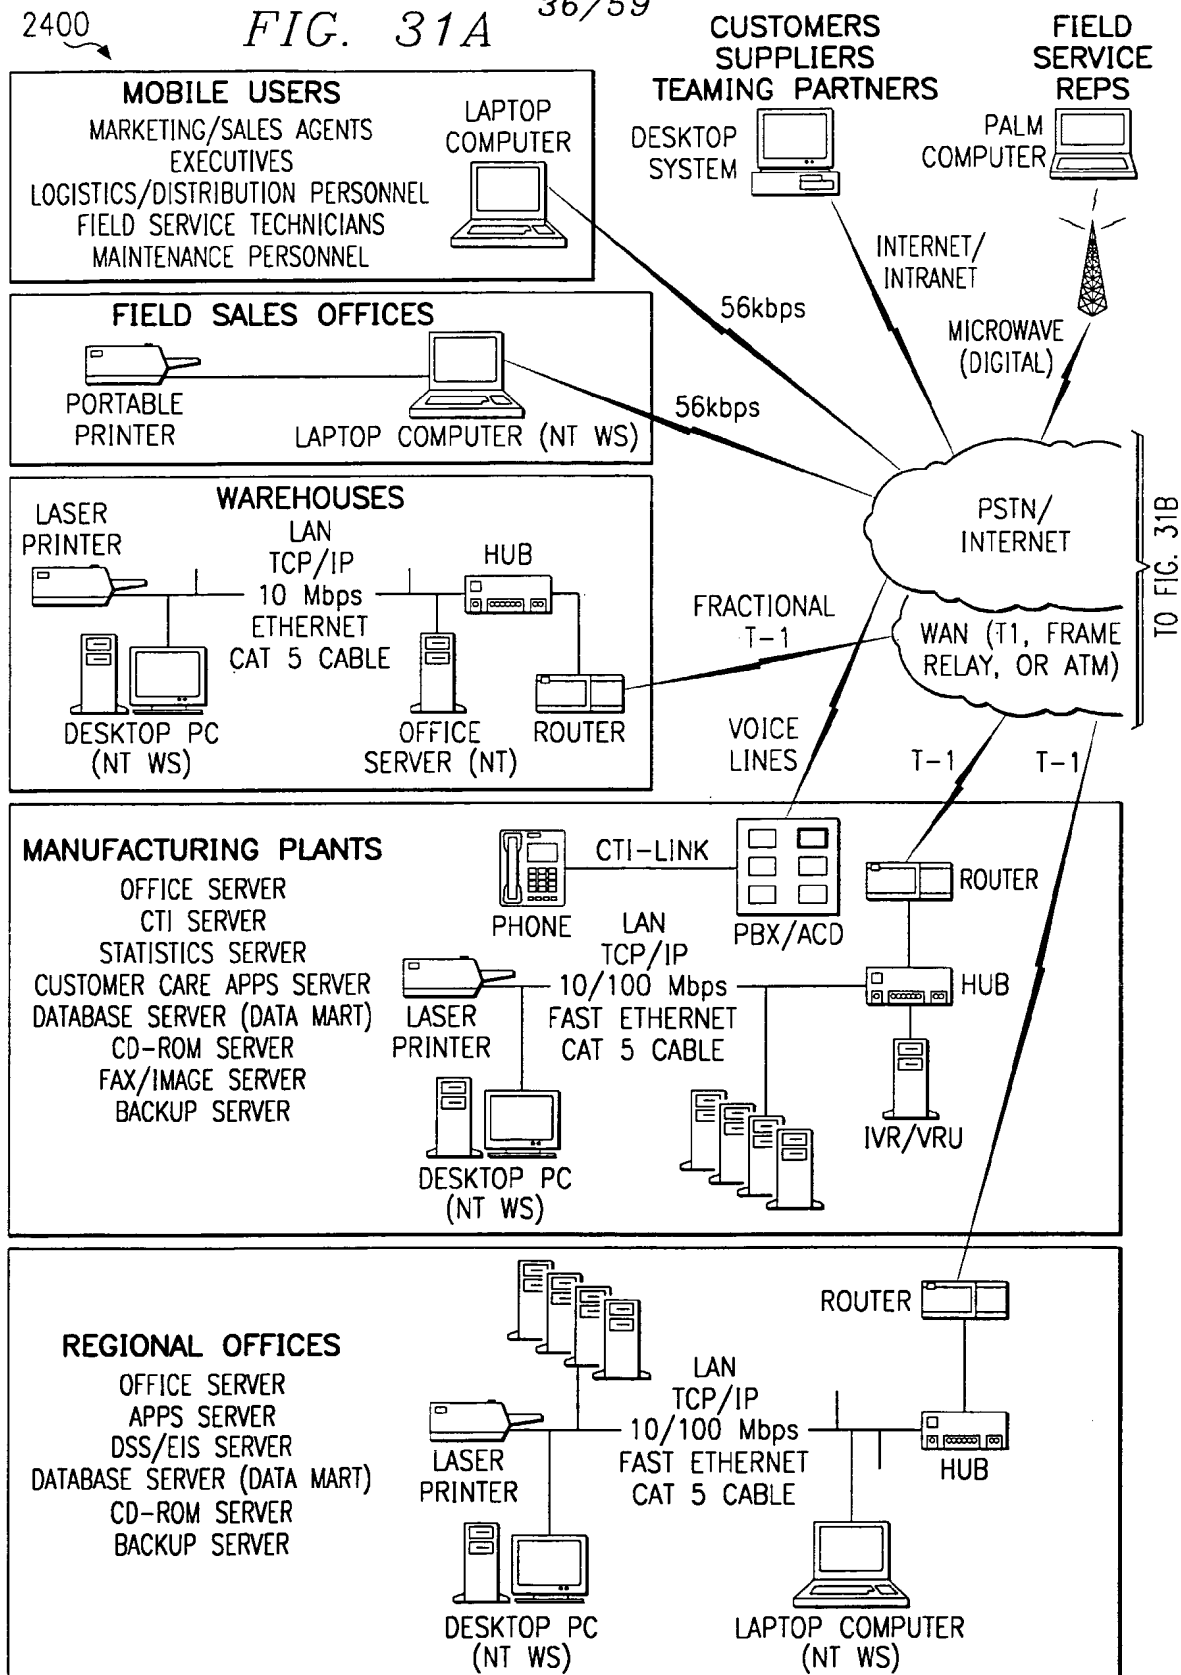 2400
FIG. 31A
36/59
CUSTOMERS
SUPPLIERS
TEAMING PARTNERS
FIELD
SERVICE
REPS
DESKTOP
SYSTEM
PALM
COMPUTER
MOBILE USERS
MARKETING/SALES AGENTS
EXECUTIVES
LOGISTICS/DISTRIBUTION PERSONNEL
FIELD SERVICE TECHNICIANS
MAINTENANCE PERSONNEL
LAPTOP
COMPUTER
INTERNET/
INTRANET
56kbps
MICROWAVE
(DIGITAL)
FIELD SALES OFFICES
PORTABLE
PRINTER
LAPTOP COMPUTER (NT WS)
56kbps
PSTN/
INTERNET
WAN (T1, FRAME
RELAY, OR ATM)
TO FIG. 31B
WAREHOUSES
LASER
PRINTER
LAN
TCP/IP
10 Mbps
ETHERNET
CAT 5 CABLE
HUB
DESKTOP PC
(NT WS)
OFFICE
SERVER (NT)
ROUTER
FRACTIONAL
T-1
VOICE
LINES
T-1
T-1
MANUFACTURING PLANTS
OFFICE SERVER
CTI SERVER
STATISTICS SERVER
CUSTOMER CARE APPS SERVER
DATABASE SERVER (DATA MART)
CD-ROM SERVER
FAX/IMAGE SERVER
BACKUP SERVER
PHONE
CTI-LINK
PBX/ACD
ROUTER
LASER
PRINTER
LAN
TCP/IP
10/100 Mbps
FAST ETHERNET
CAT 5 CABLE
HUB
IVR/VRU
DESKTOP PC
(NT WS)
REGIONAL OFFICES
OFFICE SERVER
APPS SERVER
DSS/EIS SERVER
DATABASE SERVER (DATA MART)
CD-ROM SERVER
BACKUP SERVER
ROUTER
LASER
PRINTER
LAN
TCP/IP
10/100 Mbps
FAST ETHERNET
CAT 5 CABLE
HUB
DESKTOP PC
(NT WS)
LAPTOP COMPUTER
(NT WS)